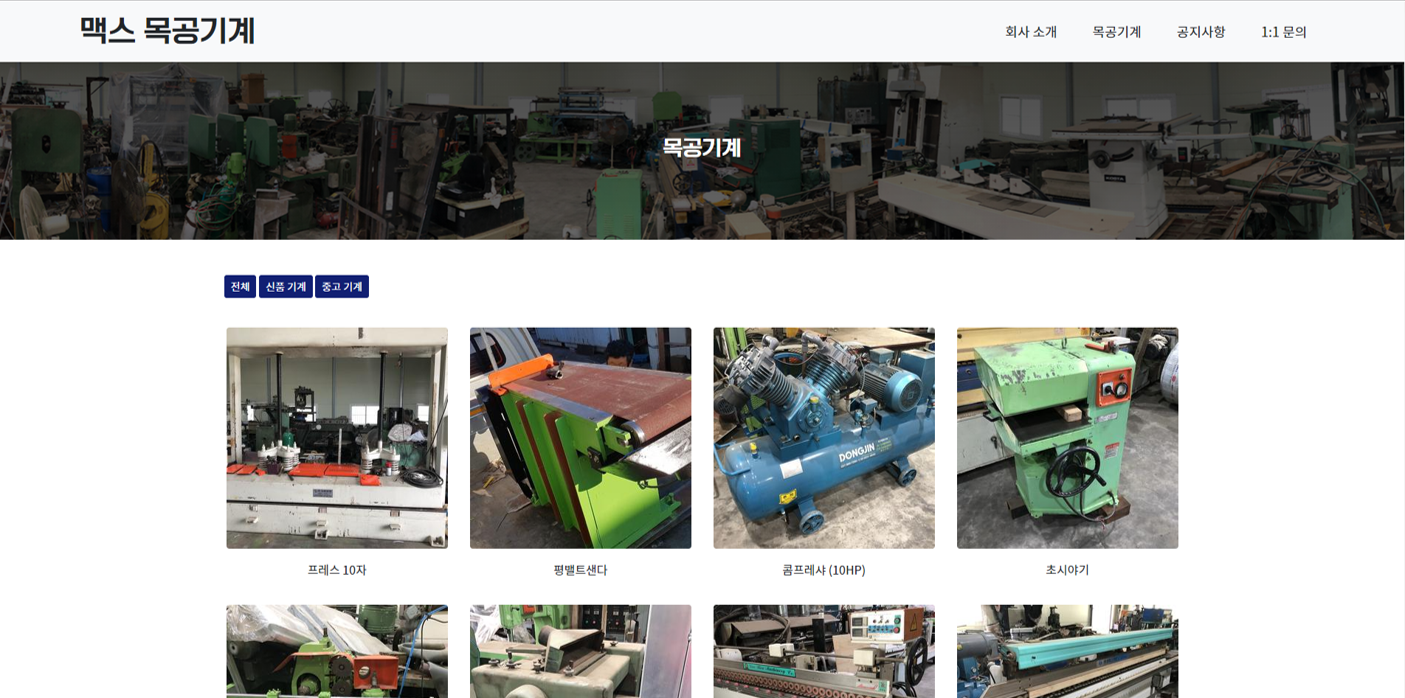 맥스 목공기계
회사 소개
목공기계
공지사항
1:1 문의
목공기계
전체
신품 기계
중고 기계
DONGJIN
프레스 10자
평밸트샌다
콤프레샤 (10HP)
초시야기